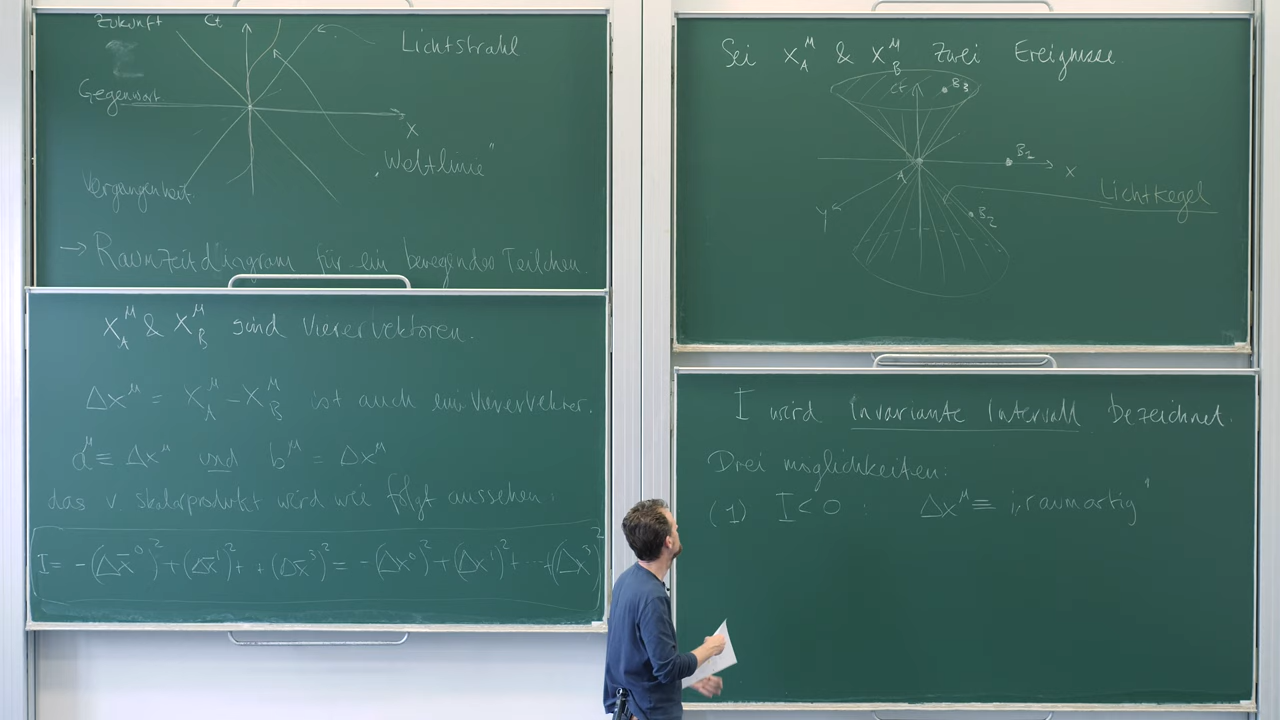 Zukunft
Ct
Lichtstrahl
Gegenwart
X
„Weltlinie"
Vergangenheit
→ Raumzeitdiagram für ein bewegendes Teilchen.
X_A^μ & X_B^μ sind Vierervektoren.
Δx^μ = X_A^μ - X_B^μ ist auch ein Vierervektor.
a^μ ≡ Δx^μ und b^μ = Δx^μ
das v. skalarprodukt wird wie folgt aussehen:
I = -(Δx̄^0)^2 + (Δx̄^1)^2 + + (Δx̄^3)^2 = -(Δx^0)^2 + (Δx^1)^2 + ... + (Δx^3)^2
Sei X_A^μ & X_B^μ zwei Ereignisse.
ct
B_3
B_1
A
X
Y
B_2
Lichtkegel
I wird Invariante Intervall bezeichnet.
Drei möglichkeiten:
(1) I < 0 : Δx^μ ≡ „raumartig"